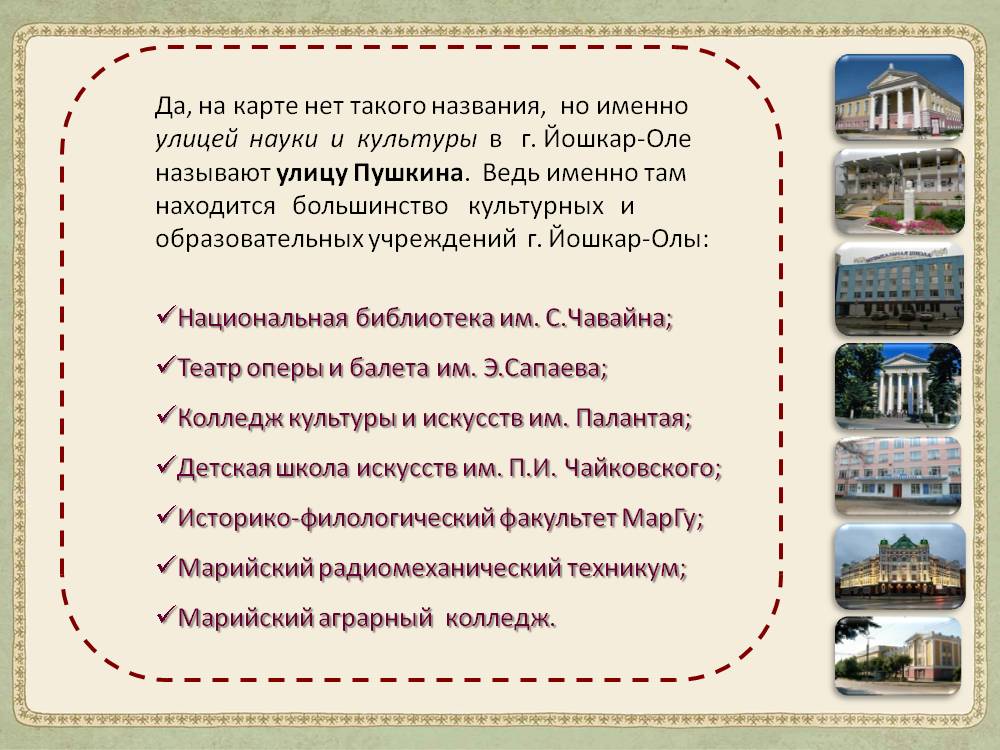 Да, на карте нет такого названия, но именно
улицей науки и культуры в г. Йошкар-Оле
называют улицу Пушкина. Ведь именно там
находится большинство культурных и
образовательных учреждений г. Йошкар-Олы:
✓Национальная библиотека им. С.Чавайна;
✓Театр оперы и балета им. Э.Сапаева;
✓Колледж культуры и искусств им. Палантая;
✓Детская школа искусств им. П.И. Чайковского;
✓Историко-филологический факультет МарГу;
✓Марийский радиомеханический техникум;
✓Марийский аграрный колледж.
МУЗЫКАЛЬНАЯ ШКОЛА